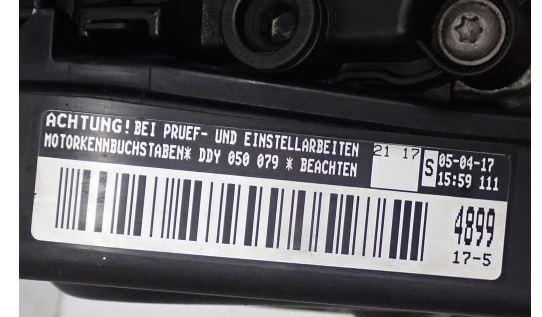 ACHTUNG! BEI PRUEF- UND EINSTELLARBEITEN
MOTORKENNBUCHSTABEN* DDY 050 079 * BEACHTEN
21 17
S
05-04-17
15:59 111
4899
17-5